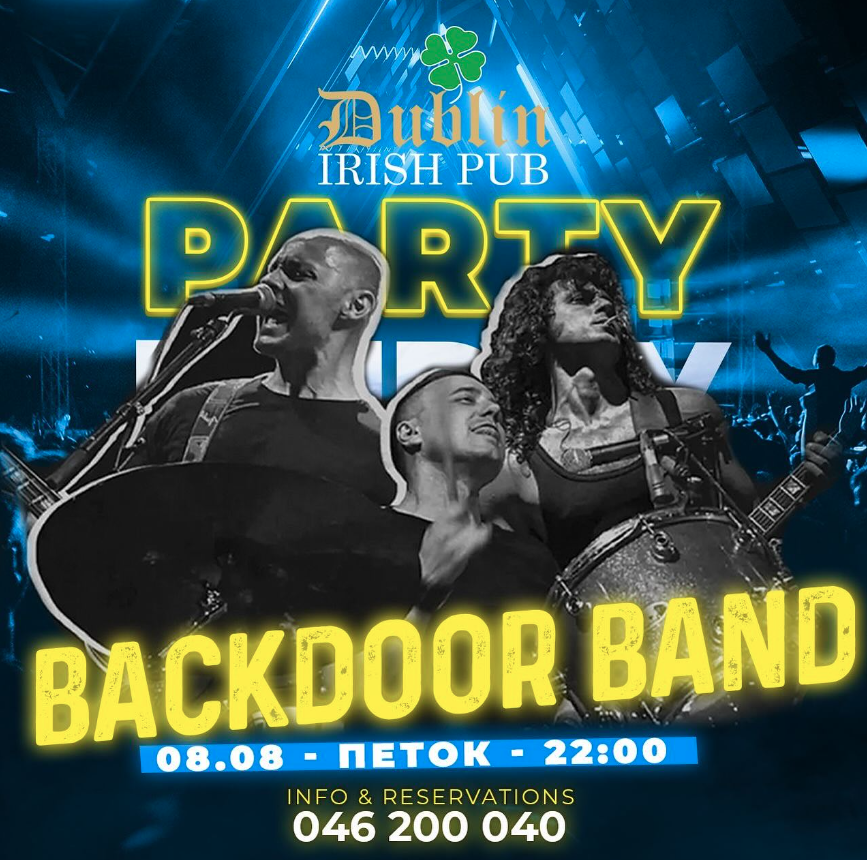 Dublin
IRISH PUB
PARTY
BACKDOOR BAND
08.08 - ПЕТОК - 22:00
INFO & RESERVATIONS
046 200 040